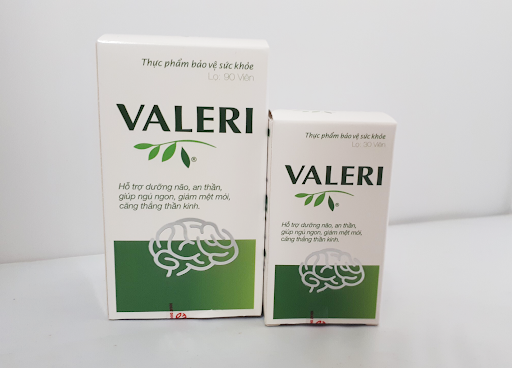 Thực phẩm bảo vệ sức khỏe
Lọ: 90 Viên
VALERI
®
Hỗ trợ dưỡng não, an thần,
giúp ngủ ngon, giảm mệt mỏi,
căng thẳng thần kinh.
Thực phẩm bảo vệ sức khỏe
Lọ: 30 viên
VALERI
®
Hỗ trợ dưỡng não, an thần,
giúp ngủ ngon, giảm mệt mỏi,
căng thẳng thần kinh.